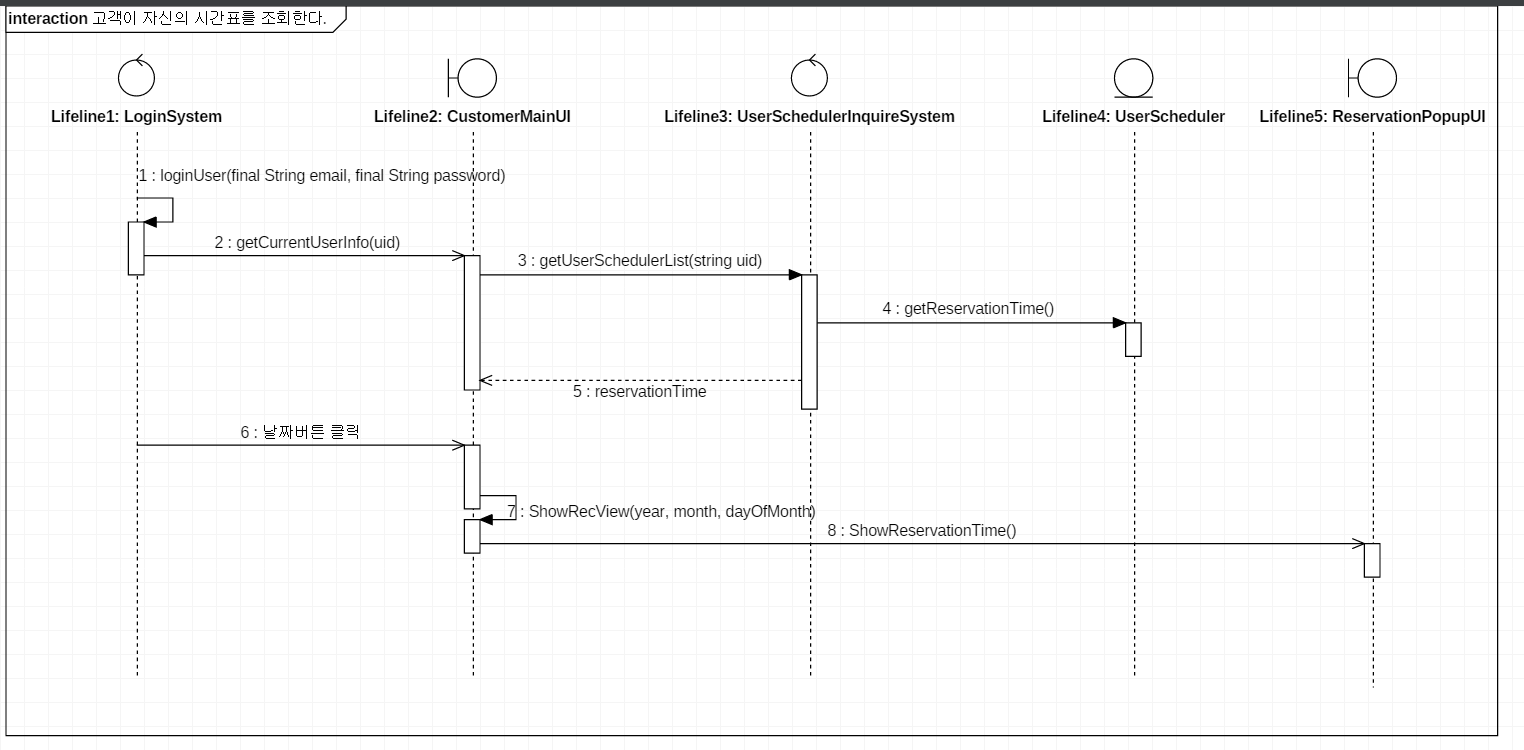 interaction 고객이 자신의 시간표를 조회한다.
Lifeline1: LoginSystem
Lifeline2: CustomerMainUI
Lifeline3: UserSchedulerInquireSystem
Lifeline4: UserScheduler
Lifeline5: ReservationPopupUI
1 : loginUser(final String email, final String password)
2 : getCurrentUserInfo(uid)
3 : getUserSchedulerList(string uid)
4 : getReservationTime()
5 : reservationTime
6 : 날짜버튼 클릭
7 : ShowRecView(year, month, dayOfMonth)
8 : ShowReservationTime()